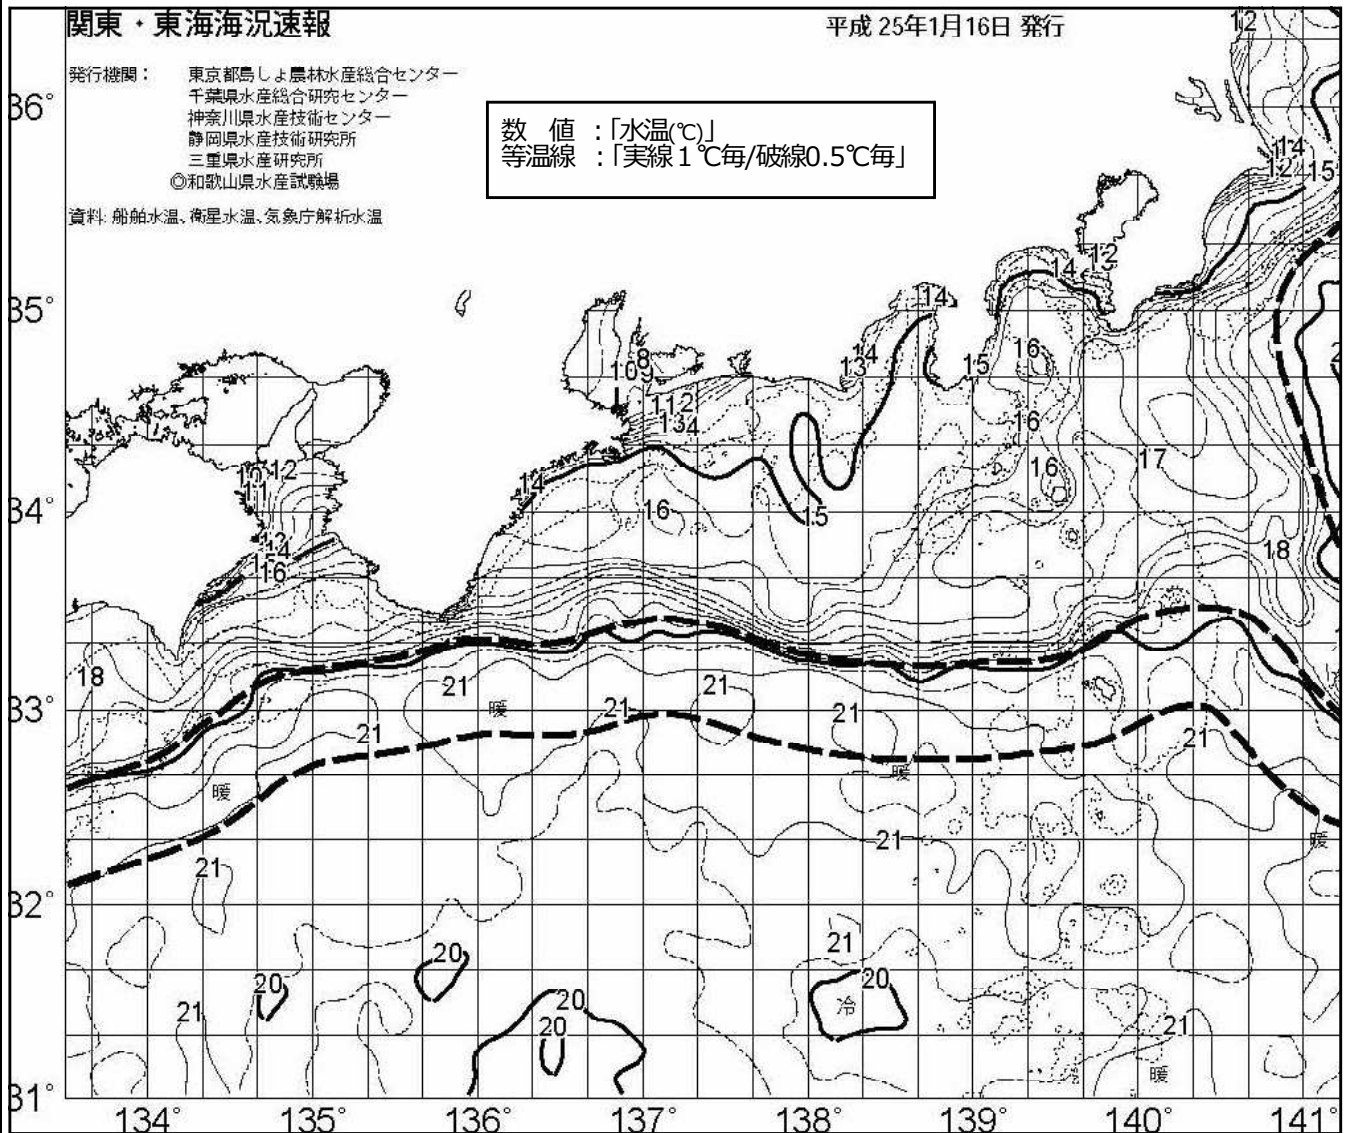 関東・東海海況速報
平成 25年1月16日 発行
発行機関： 東京都島しょ農林水産総合センター
千葉県水産総合研究センター
神奈川県水産技術センター
静岡県水産技術研究所
三重県水産研究所
◎和歌山県水産試験場
資料: 船舶水温、衛星水温、気象庁解析水温
数　値 ：「水温(℃)」
等温線 ：「実線１℃毎/破線0.5℃毎」
12
36°
14
12
15
12
14
35°
14
14
13
15
16
8
109
1112
134
16
17
12
11
14
16
34°
16
15
12
14
16
18
18
21
21
33°
暖
21
21
21
21
暖
暖
21
暖
21
32°
21
20
20
20
20
冷
21
20
21
暖
31°
134° 135° 136° 137° 138° 139° 140° 141°